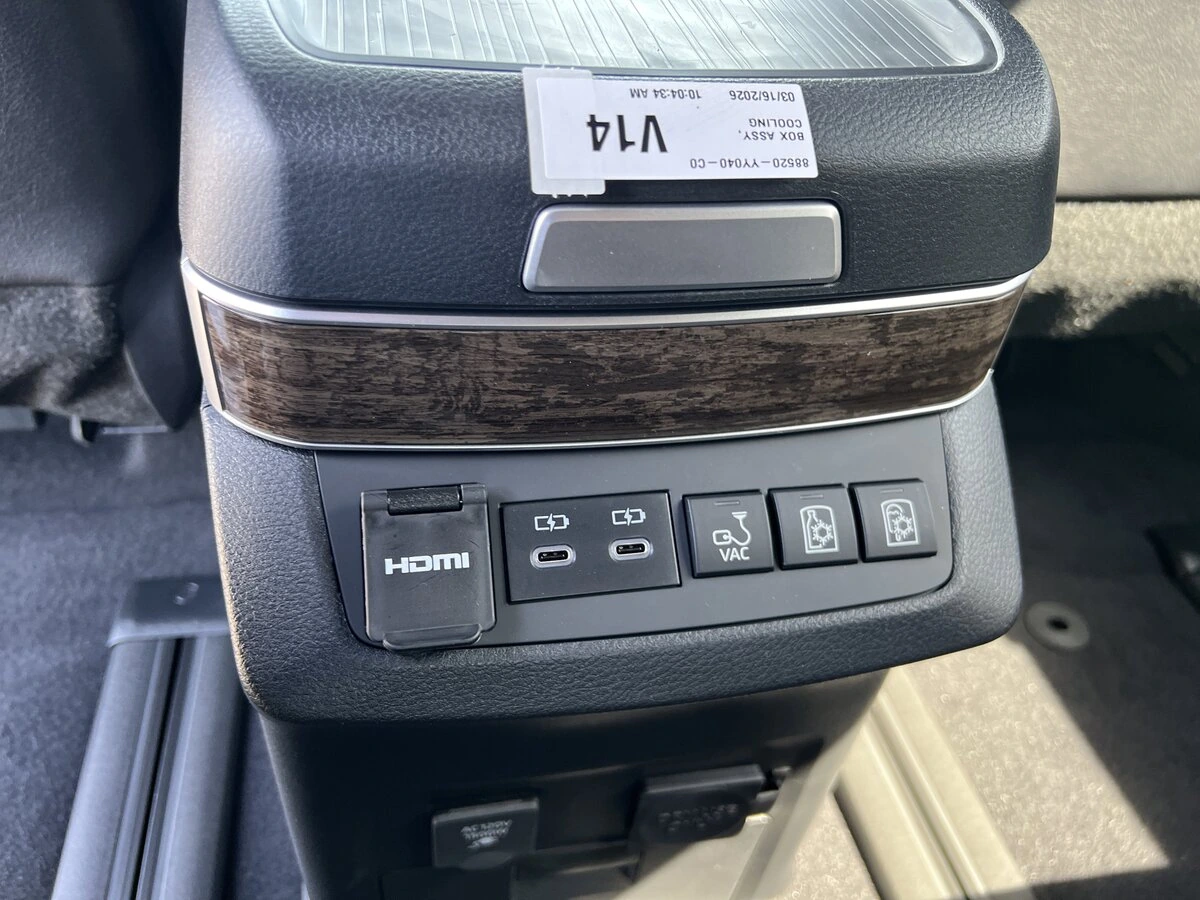 88520-YY040-C0
BOX ASSY,
COOLING
V14
03/16/2026 10:04:34 AM
HDMI
VAC